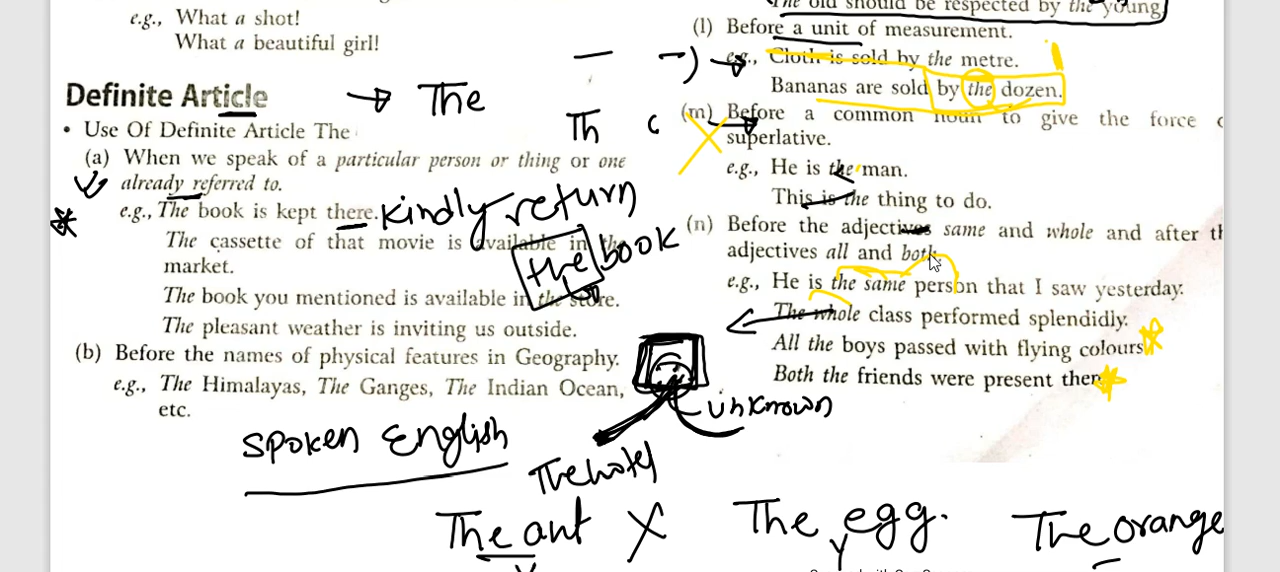 e.g., What a shot!
What a beautiful girl!
Definite Article
→ The
Th
• Use Of Definite Article The
(a) When we speak of a particular person or thing or one
already referred to.
e.g., The book is kept there.
kindly return
the book
The cassette of that movie is available in the
market.
The book you mentioned is available in the store.
The pleasant weather is inviting us outside.
(b) Before the names of physical features in Geography.
e.g., The Himalayas, The Ganges, The Indian Ocean,
etc.
spoken English
The hotel
unknown
The old should be respected by the young
(l) Before a unit of measurement.
e.g., Cloth is sold by the metre.
Bananas are sold by the dozen.
(m) Before a common noun to give the force
superlative.
e.g., He is the man.
This is the thing to do.
(n) Before the adjectives same and whole and after
adjectives all and both.
e.g., He is the same person that I saw yesterday.
The whole class performed splendidly.
All the boys passed with flying colours
Both the friends were present
The ant X
The egg.
The orange